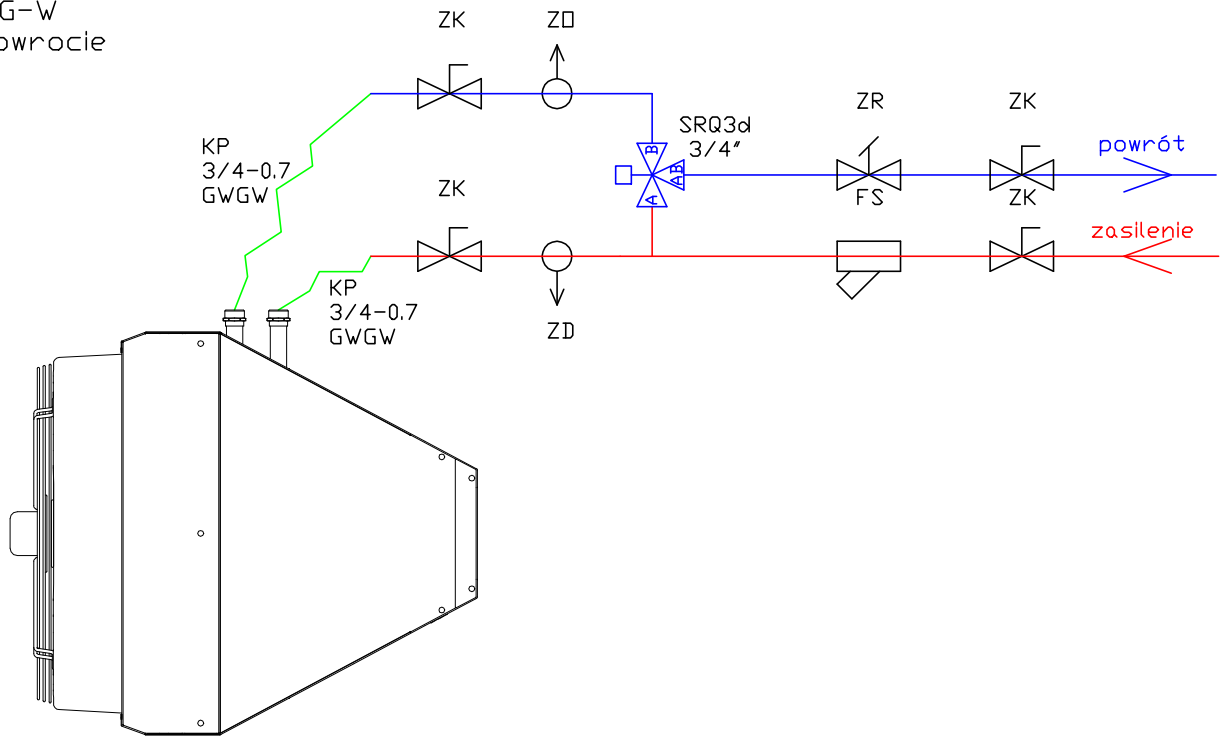 G-W
owrocie
ZK
ZO
SRQ3d
3/4"
ZR
ZK
powrót
KP
3/4-0.7
GWGW
B
AB
A
ZK
FS
ZK
zasilenie
KP
3/4-0.7
GWGW
ZD